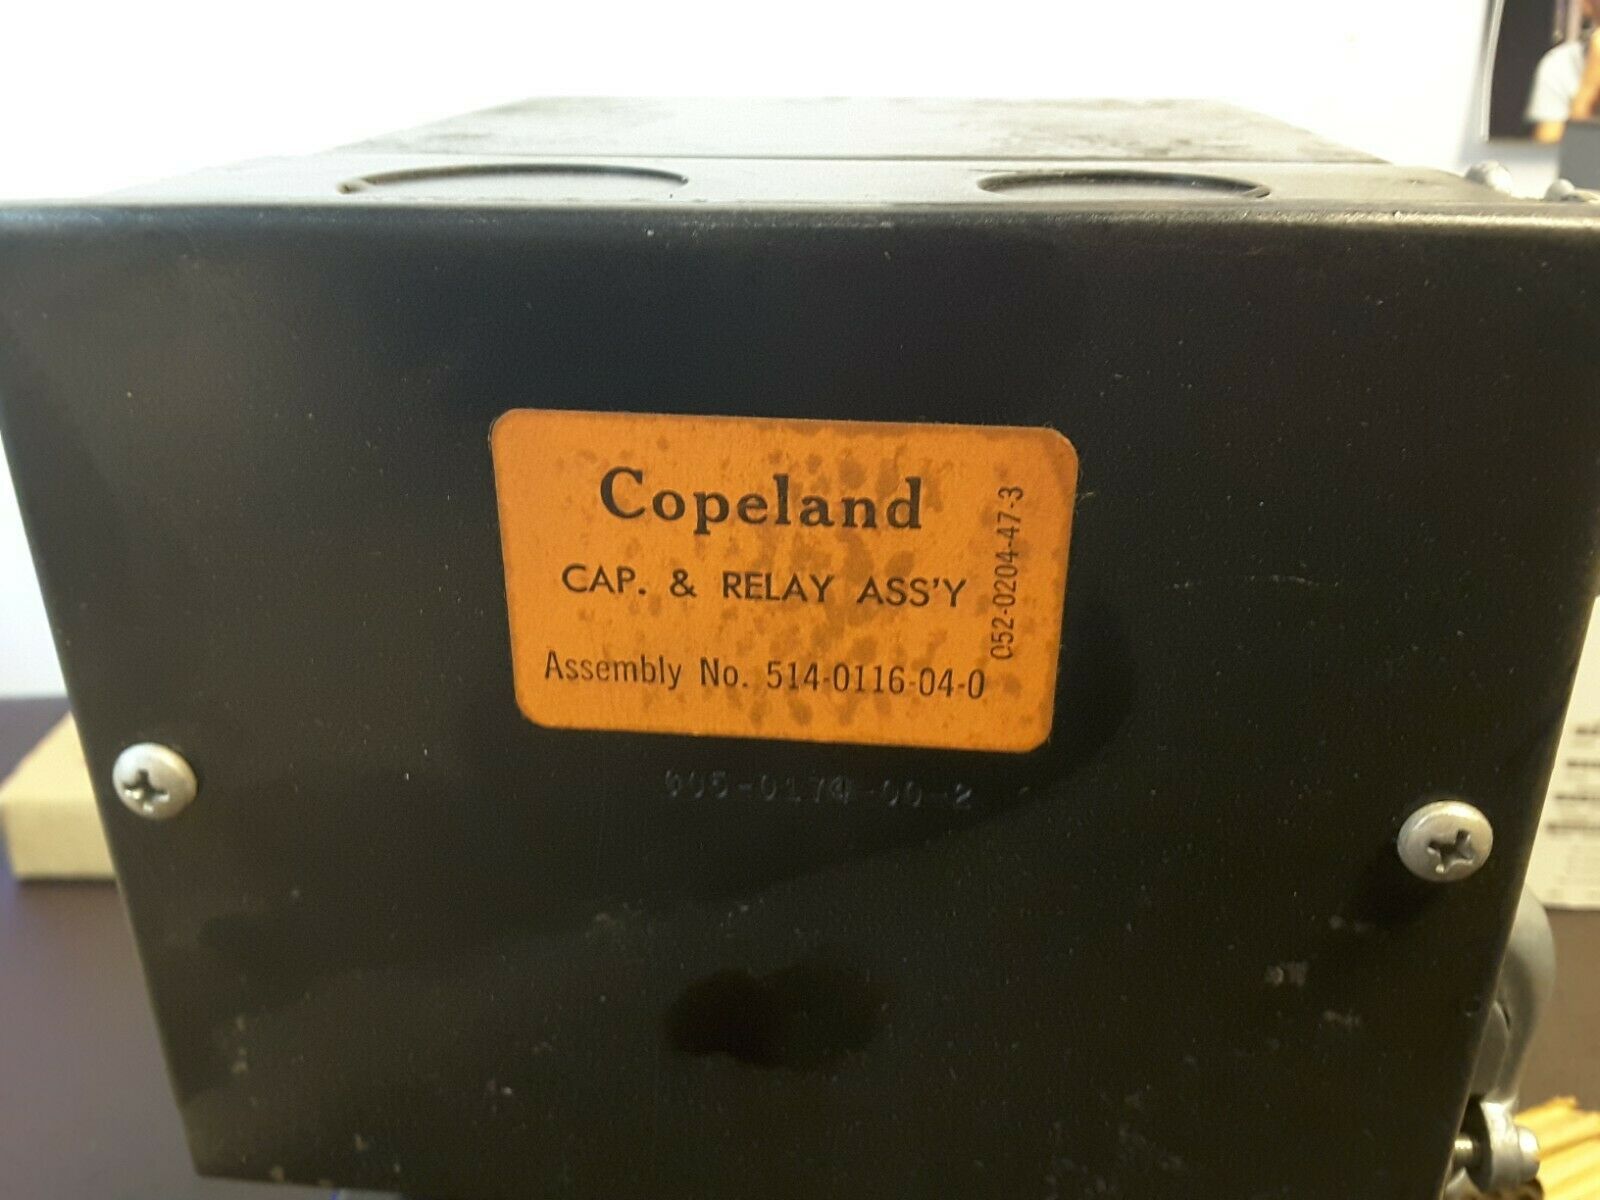 Copeland
CAP. & RELAY ASS'Y
Assembly No. 514-0116-04-0
052-0204-47-3